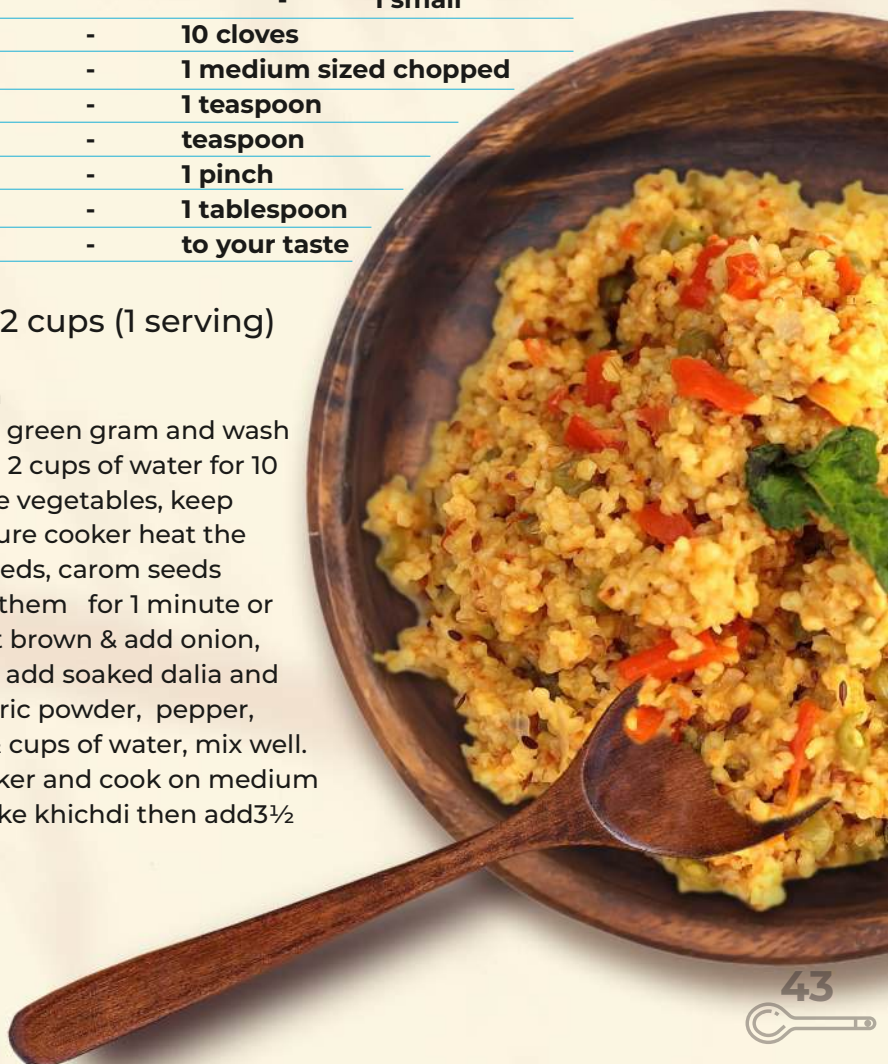 - 1 small
- 10 cloves
- 1 medium sized chopped
- 1 teaspoon
- teaspoon
- 1 pinch
- 1 tablespoon
- to your taste
2 cups (1 serving)
green gram and wash
2 cups of water for 10
e vegetables, keep
ure cooker heat the
eds, carom seeds
them for 1 minute or
t brown & add onion,
add soaked dalia and
ric powder, pepper,
cups of water, mix well.
ker and cook on medium
ke khichdi then add3½
43